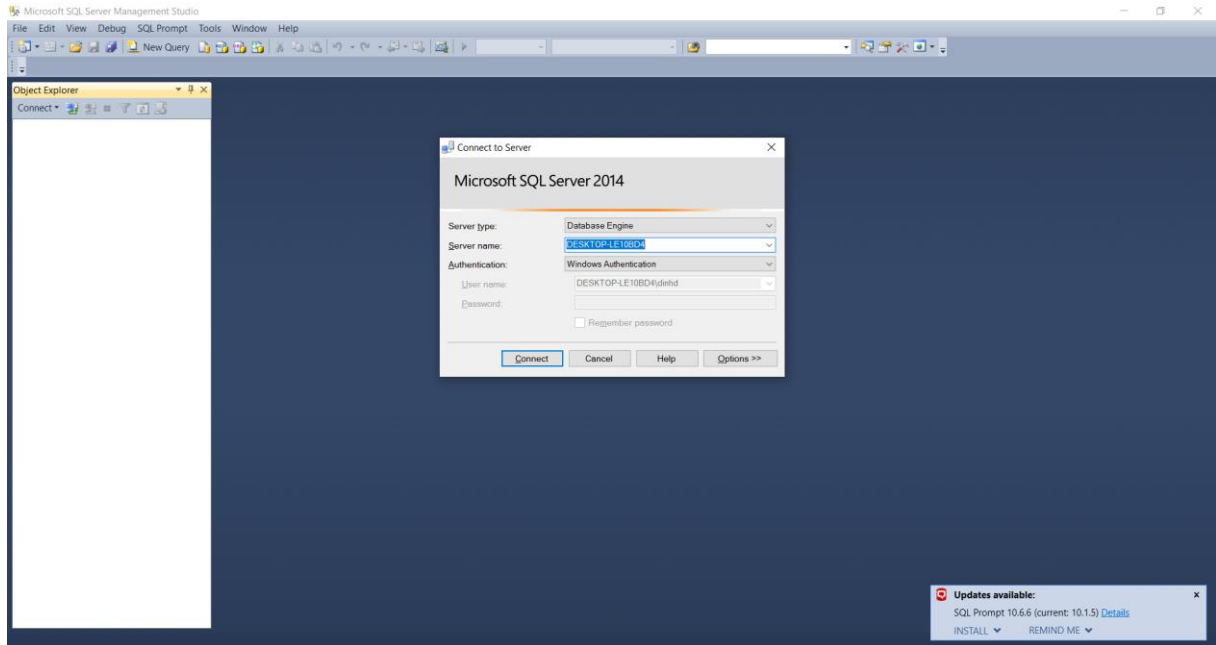 Microsoft SQL Server Management Studio
File Edit View Debug SQL Prompt Tools Window Help
New Query
Object Explorer
Connect
Connect to Server
Microsoft SQL Server 2014
Server type: Database Engine
Server name: DESKTOP-LE10BD4
Authentication: Windows Authentication
User name: DESKTOP-LE10BD4\dinhd
Password:
Remember password
Connect Cancel Help Options >>
Updates available:
SQL Prompt 10.6.6 (current: 10.1.5) Details
INSTALL REMIND ME